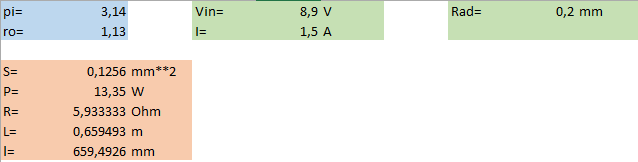 pi= 3,14 Vin= 8,9 V Rad= 0,2 mm
ro= 1,13 I= 1,5 A
S= 0,1256 mm**2
P= 13,35 W
R= 5,933333 Ohm
L= 0,659493 m
l= 659,4926 mm